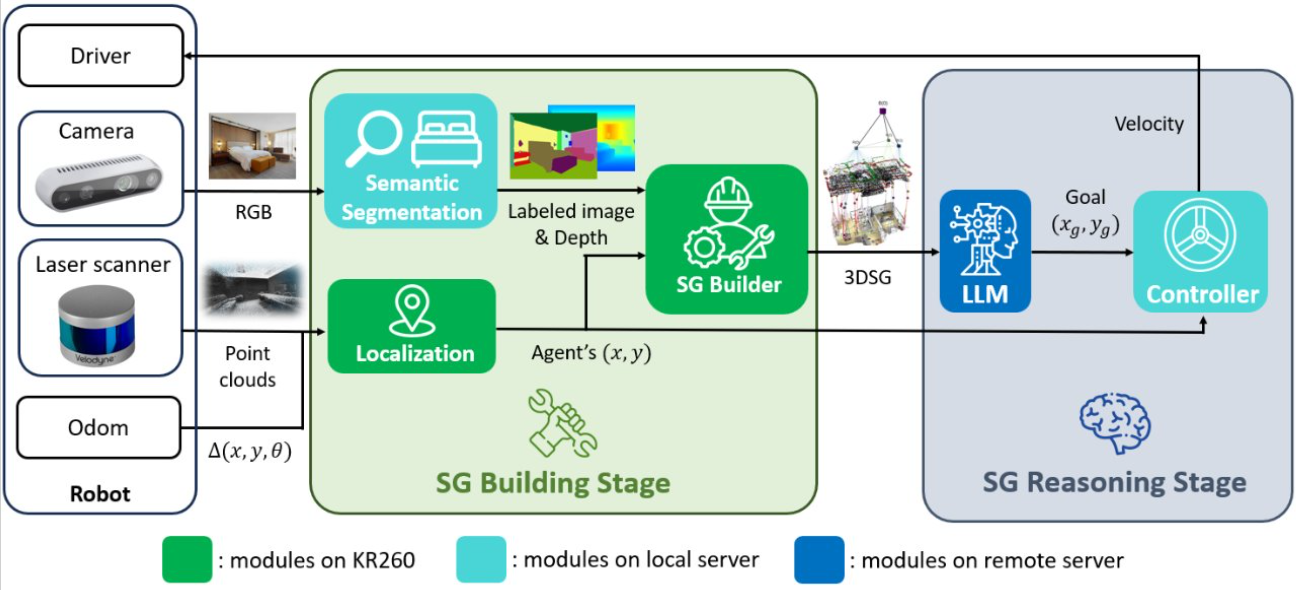 Driver
Camera
Laser scanner
Velodyne
Odom
Robot
RGB
Point
clouds
Δ(x, y, θ)
Semantic
Segmentation
Localization
Labeled image
& Depth
Agent's (x, y)
SG Builder
SG Building Stage
3DSG
LLM
Goal
(x_g, y_g)
Velocity
Controller
SG Reasoning Stage
: modules on KR260
: modules on local server
: modules on remote server